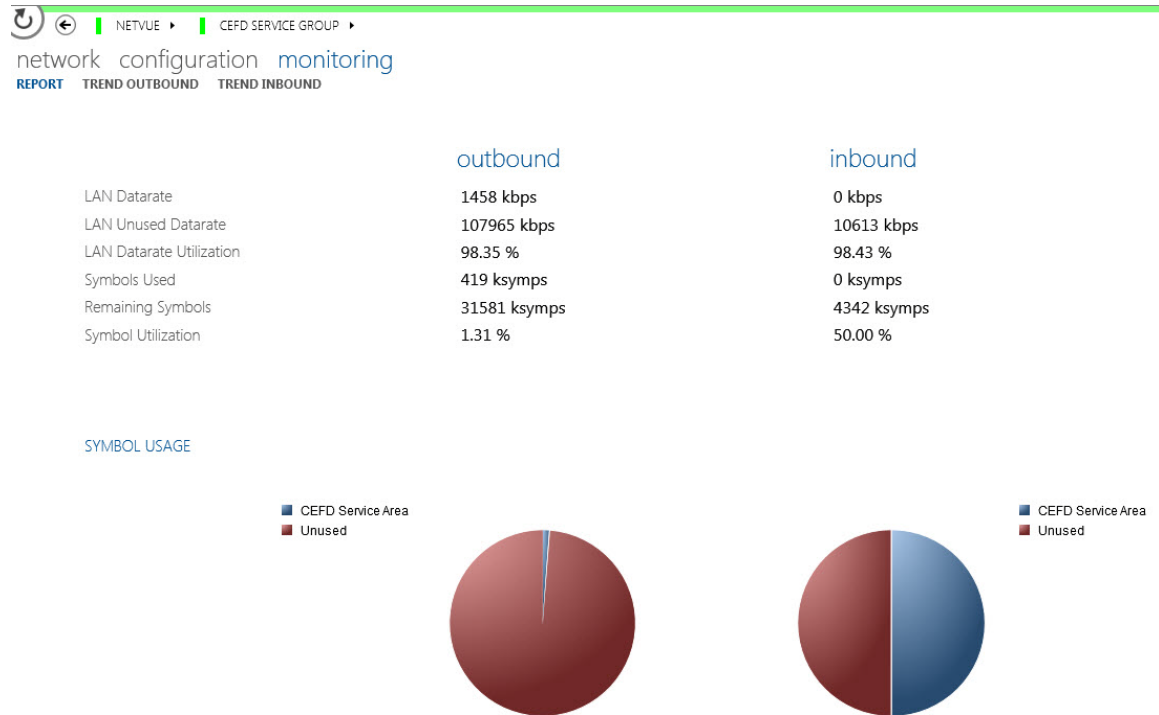 NETVUE CEFD SERVICE GROUP
network configuration monitoring
REPORT TREND OUTBOUND TREND INBOUND
outbound inbound
LAN Datarate 1458 kbps 0 kbps
LAN Unused Datarate 107965 kbps 10613 kbps
LAN Datarate Utilization 98.35 % 98.43 %
Symbols Used 419 ksymps 0 ksymps
Remaining Symbols 31581 ksymps 4342 ksymps
Symbol Utilization 1.31 % 50.00 %
SYMBOL USAGE
CEFD Service Area CEFD Service Area
Unused Unused